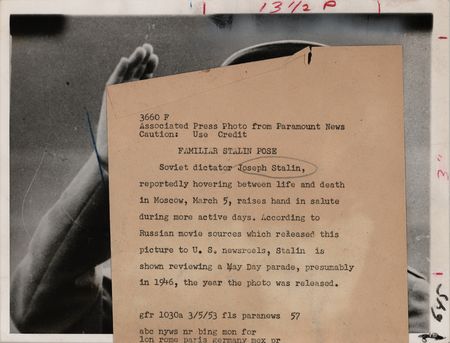 13 1/2 P
3660 F
Associated Press Photo from Paramount News
Caution: Use Credit
FAMILIAR STALIN POSE
Soviet dictator Joseph Stalin,
reportedly hovering between life and death
in Moscow, March 5, raises hand in salute
during more active days. According to
Russian movie sources which released this
picture to U. S. newsreels, Stalin is
shown reviewing a May Day parade, presumably
in 1946, the year the photo was released.
gfr 1030a 3/5/53 fls paranews 57
abc nyws nr bing mon for
lon rome paris germany mex pr
3"